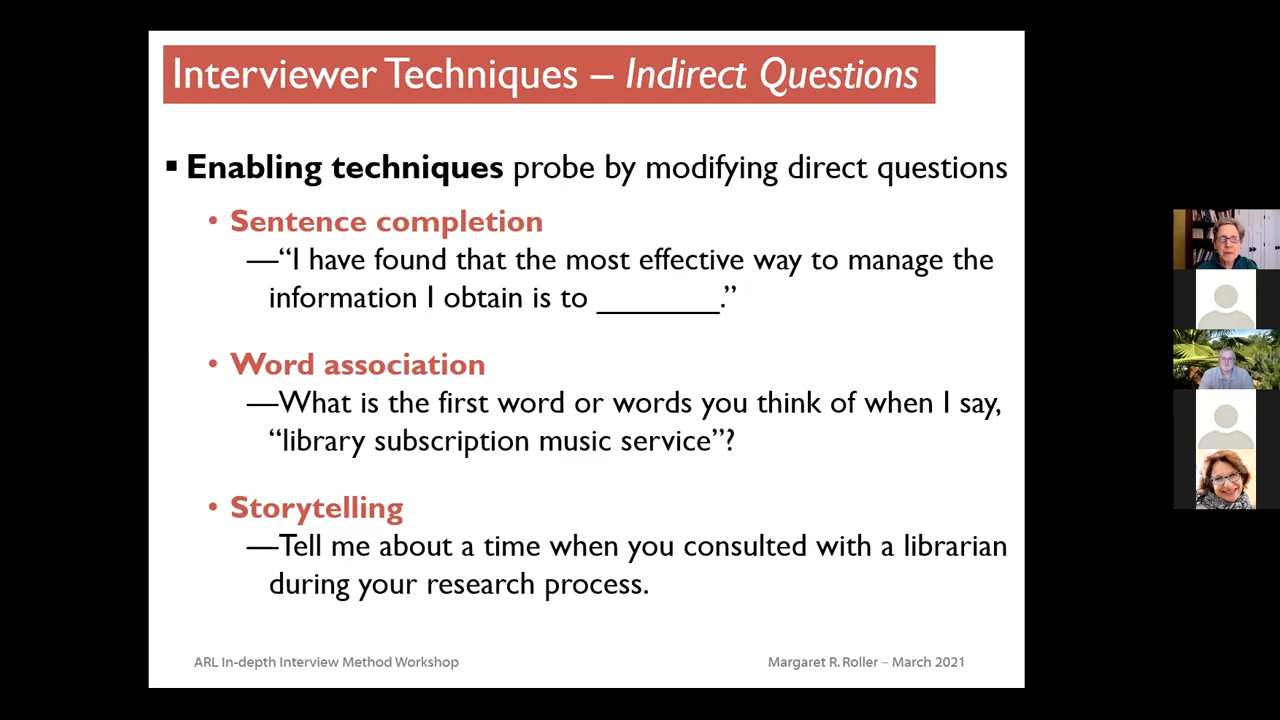 Interviewer Techniques – Indirect Questions
▪ Enabling techniques probe by modifying direct questions
• Sentence completion
—“I have found that the most effective way to manage the
information I obtain is to ________.”
• Word association
—What is the first word or words you think of when I say,
“library subscription music service”?
• Storytelling
—Tell me about a time when you consulted with a librarian
during your research process.
ARL In-depth Interview Method Workshop
Margaret R. Roller – March 2021